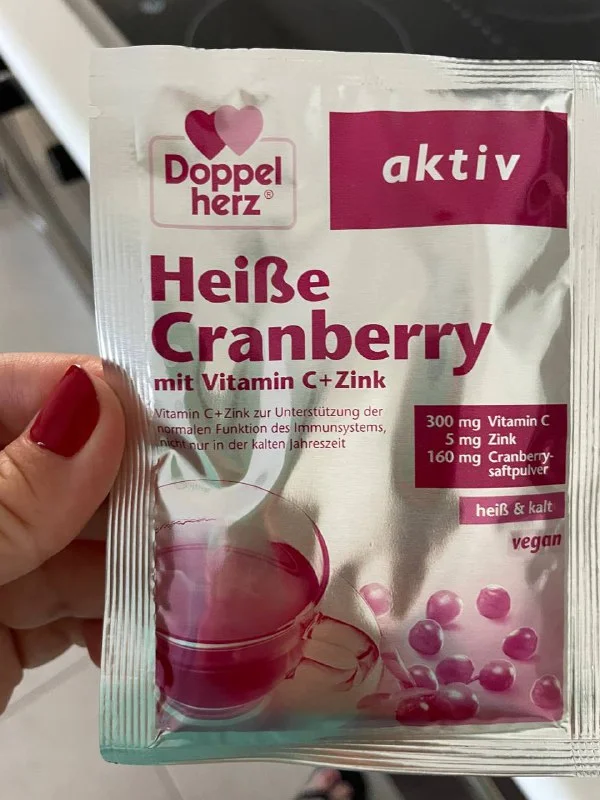 Doppel
herz®
aktiv
Heiße
Cranberry
mit Vitamin C+Zink
Vitamin C+Zink zur Unterstützung der
normalen Funktion des Immunsystems,
nicht nur in der kalten Jahreszeit
300 mg Vitamin C
5 mg Zink
160 mg Cranberry-
saftpulver
heiß & kalt
vegan